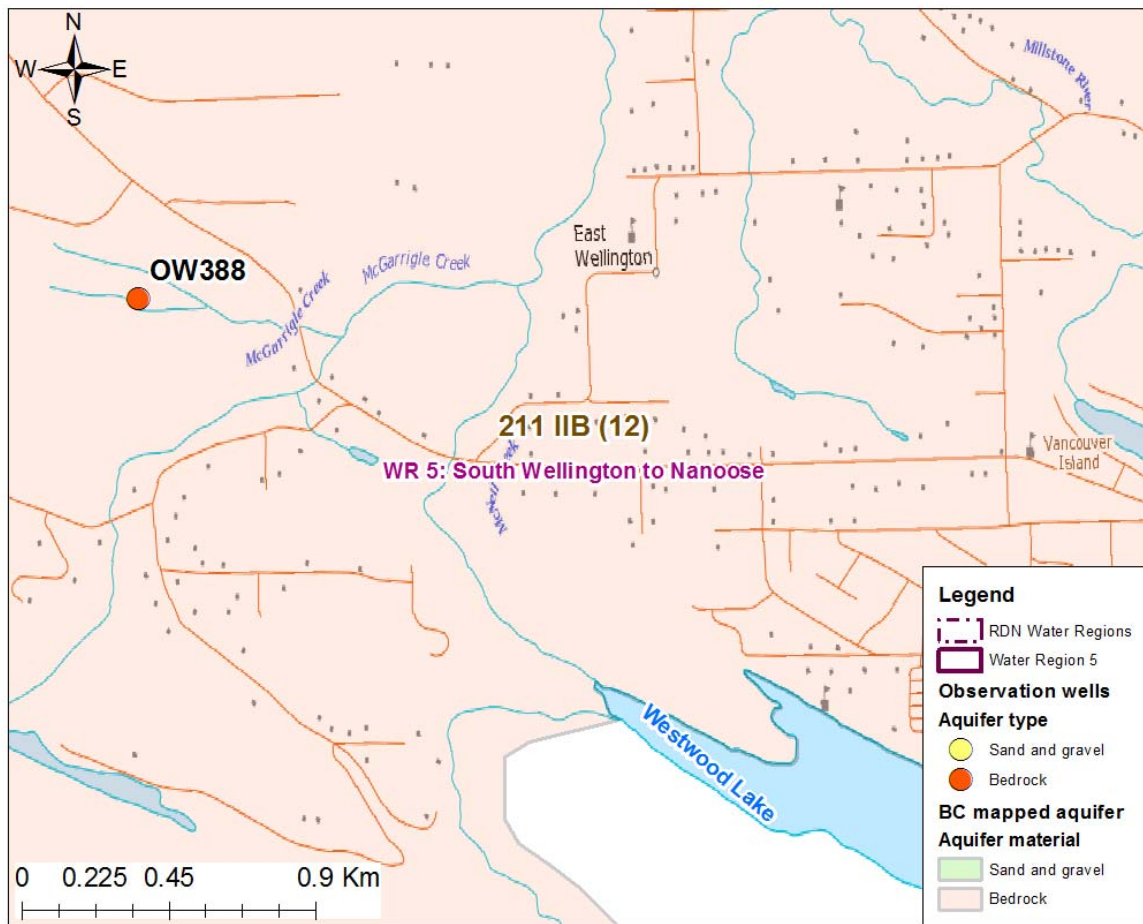 N
W E
S
Millstone River
OW388
McGarrigle Creek
McGarrigle Creek
East
Wellington
211 IIB (12)
WR 5: South Wellington to Nanoose
Creek
Vancouver
Island
Westwood Lake
Legend
RDN Water Regions
Water Region 5
Observation wells
Aquifer type
Sand and gravel
Bedrock
BC mapped aquifer
Aquifer material
Sand and gravel
Bedrock
0 0.225 0.45 0.9 Km